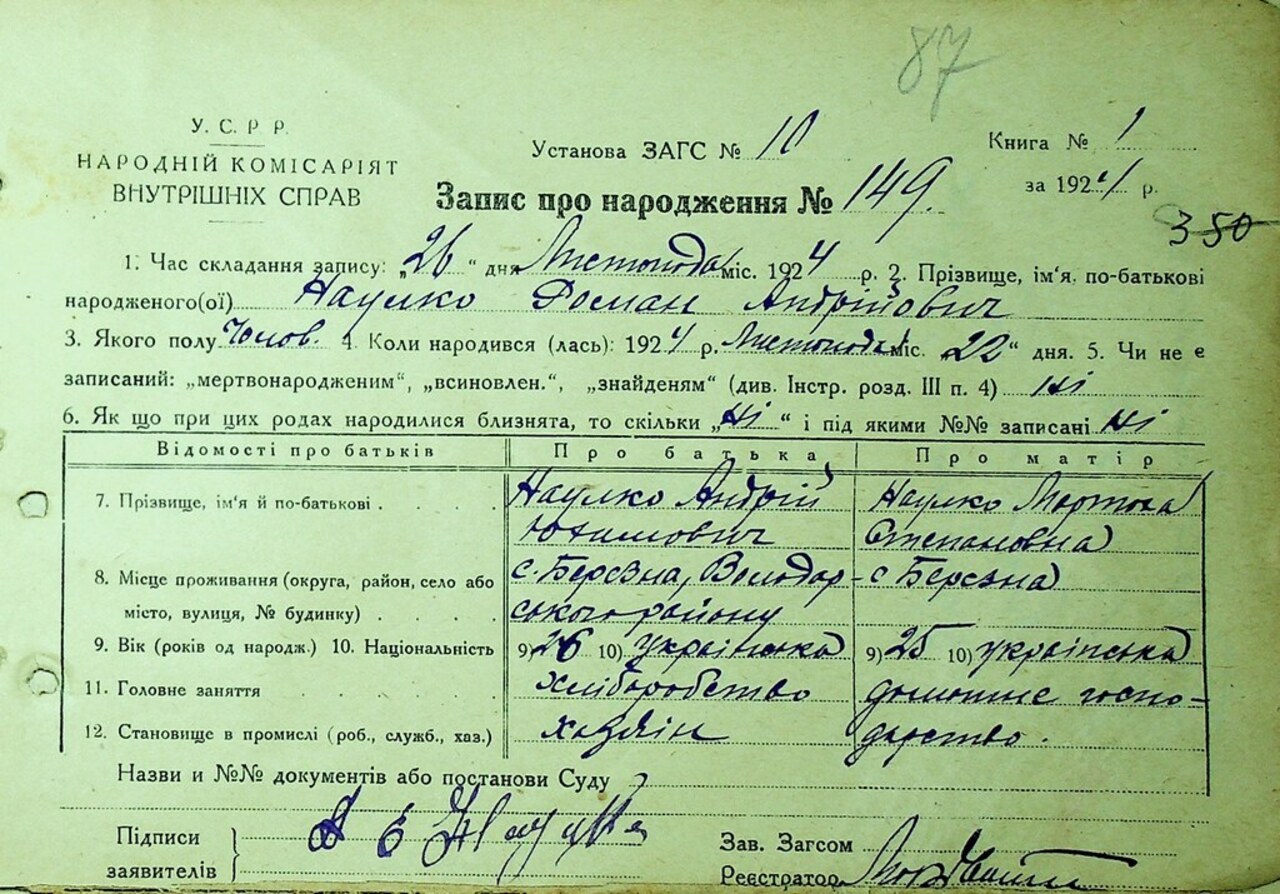 87
У. С. Р. Р.
НАРОДНІЙ КОМІСАРІЯТ
ВНУТРІШНІХ СПРАВ
Установа ЗАГС № 10
Книга № 1
за 1924 р.
Запис про народження № 149.
350
1. Час складання запису: „26“ дня Листопада міс. 1924 р. 2. Прізвище, ім'я, по-батькові
народженого(ої) Наумко Роман Андрійович
3. Якого полу Чолов. 4. Коли народився (лась): 1924 р. Листопада міс. „22“ дня. 5. Чи не є
записаний: „мертвонародженим“, „всиновлен.“, „знайденям“ (див. Інстр. розд. III п. 4) ні
6. Як що при цих родах народилися близнята, то скільки „ні“ і під якими №№ записані ні
Відомості про батьків Про батька Про матір
7. Прізвище, ім'я й по-батькові . . . . Наумко Андрій Наумко
Юхимович Степановна
8. Місце проживання (округа, район, село або с. Березна, Володар- с Березна
місто, вулиця, № будинку) . . . . ського району
9. Вік (років од народж.) 10. Національність 9) 26 10) українська 9) 25 10) українська
11. Головне заняття . . . . . хліборобство домашнє госпо-
12. Становище в промислі (роб., служб., хаз.) хазяїн дарство.
Назви и №№ документів або постанови Суду
Підписи
заявителів
Зав. Загсом
Реєстратор